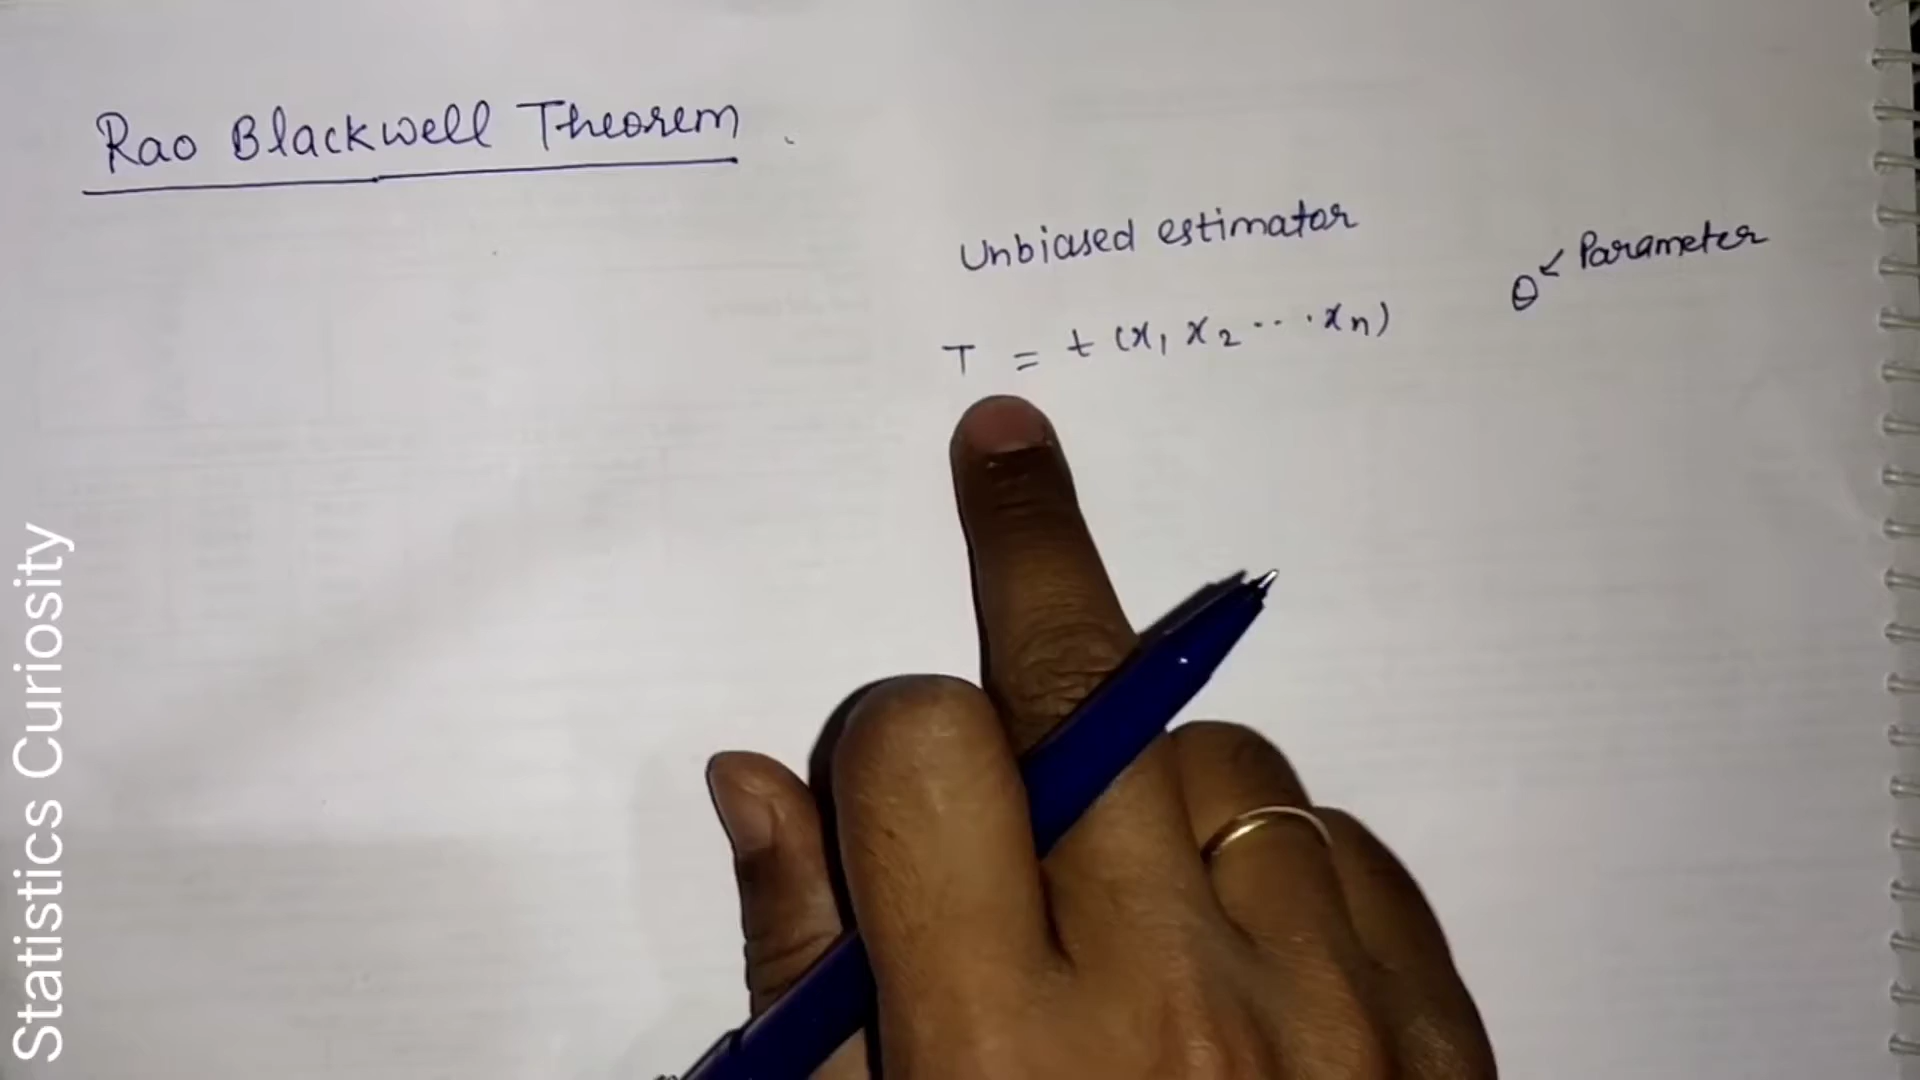 Rao Blackwell Theorem.
Unbiased estimator
θ ↙ Parameter
T = t(x₁ x₂ ... xₙ)
Statistics Curiosity